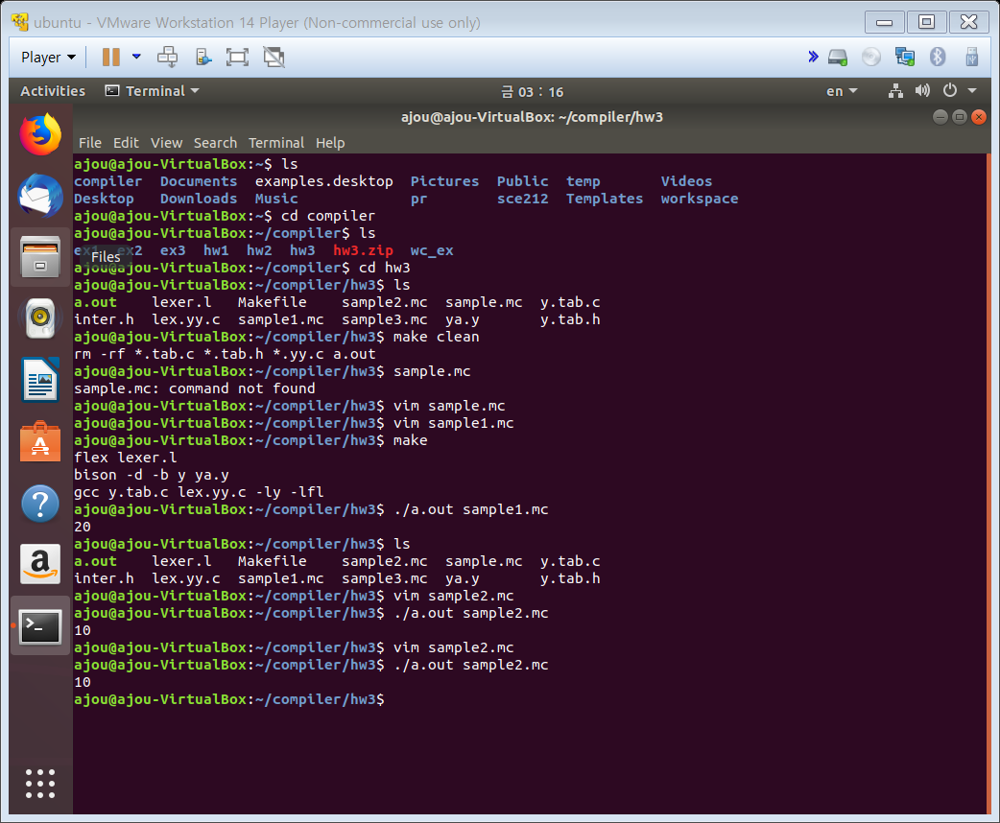 ubuntu - VMware Workstation 14 Player (Non-commercial use only)
Player
Activities Terminal 금 03 : 16 en
ajou@ajou-VirtualBox: ~/compiler/hw3
File Edit View Search Terminal Help
ajou@ajou-VirtualBox:~$ ls
compiler Documents examples.desktop Pictures Public temp Videos
Desktop Downloads Music pr sce212 Templates workspace
ajou@ajou-VirtualBox:~$ cd compiler
ajou@ajou-VirtualBox:~/compiler$ ls
ex1 ex2 ex3 hw1 hw2 hw3 hw3.zip wc_ex
Files
ajou@ajou-VirtualBox:~/compiler$ cd hw3
ajou@ajou-VirtualBox:~/compiler/hw3$ ls
a.out lexer.l Makefile sample2.mc sample.mc y.tab.c
inter.h lex.yy.c sample1.mc sample3.mc ya.y y.tab.h
ajou@ajou-VirtualBox:~/compiler/hw3$ make clean
rm -rf *.tab.c *.tab.h *.yy.c a.out
ajou@ajou-VirtualBox:~/compiler/hw3$ sample.mc
sample.mc: command not found
ajou@ajou-VirtualBox:~/compiler/hw3$ vim sample.mc
ajou@ajou-VirtualBox:~/compiler/hw3$ vim sample1.mc
ajou@ajou-VirtualBox:~/compiler/hw3$ make
flex lexer.l
bison -d -b y ya.y
gcc y.tab.c lex.yy.c -ly -lfl
ajou@ajou-VirtualBox:~/compiler/hw3$ ./a.out sample1.mc
20
ajou@ajou-VirtualBox:~/compiler/hw3$ ls
a.out lexer.l Makefile sample2.mc sample.mc y.tab.c
inter.h lex.yy.c sample1.mc sample3.mc ya.y y.tab.h
ajou@ajou-VirtualBox:~/compiler/hw3$ vim sample2.mc
ajou@ajou-VirtualBox:~/compiler/hw3$ ./a.out sample2.mc
10
ajou@ajou-VirtualBox:~/compiler/hw3$ vim sample2.mc
ajou@ajou-VirtualBox:~/compiler/hw3$ ./a.out sample2.mc
10
ajou@ajou-VirtualBox:~/compiler/hw3$